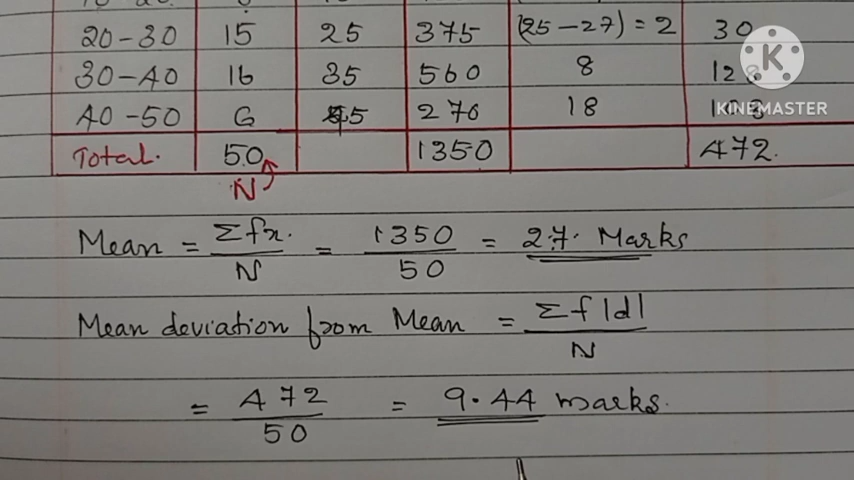 20-30 15 25 375 (25-27) = 2 30
30-40 16 35 560 8 128
40-50 6 45 270 18 108
KINEMASTER
Total. 50 1350 472.
N
Mean = Σfx. / N = 1350 / 50 = 27. Marks
Mean deviation from Mean = Σf|d| / N
= 472 / 50 = 9.44 marks.